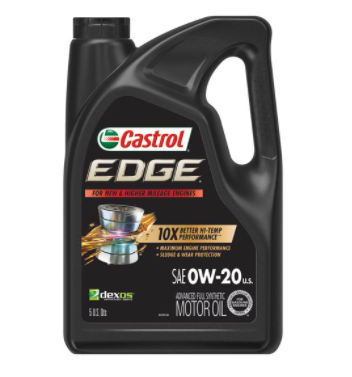 Castrol
EDGE
FOR NEW & HIGHER MILEAGE ENGINES
10X BETTER HI-TEMP
PERFORMANCE
• MAXIMUM ENGINE PERFORMANCE
• SLUDGE & WEAR PROTECTION
SAE 0W-20 U.S.
ADVANCED FULL SYNTHETIC
MOTOR OIL
dexos
5 U.S. Qts